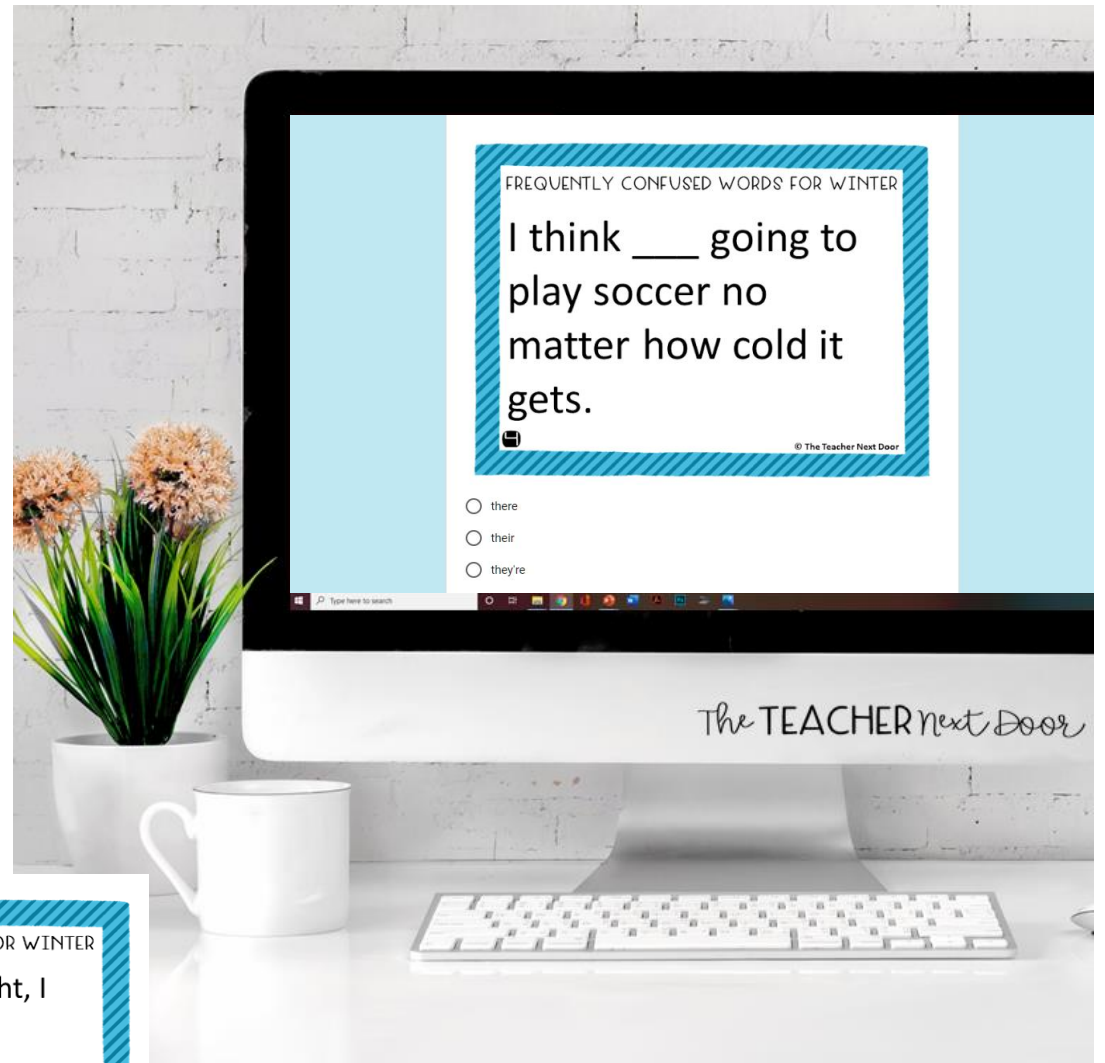 FREQUENTLY CONFUSED WORDS FOR WINTER
I think ___ going to
play soccer no
matter how cold it
gets.
4
© The Teacher Next Door
there
their
they're
Type here to search
The TEACHER Next Door
OR WINTER
ht, I